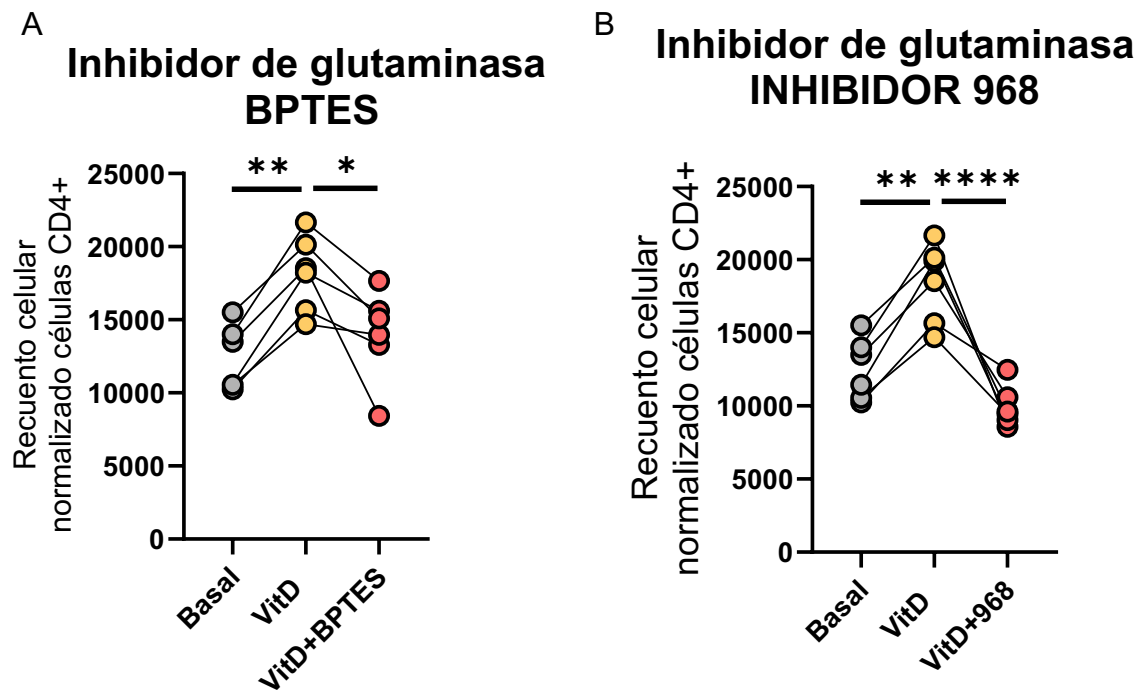 A
Inhibidor de glutaminasa
BPTES
** *
Recuento celular
normalizado células CD4+
25000
20000
15000
10000
5000
0
Basal
VitD
VitD+BPTES
B
Inhibidor de glutaminasa
INHIBIDOR 968
** ****
Recuento celular
normalizado células CD4+
25000
20000
15000
10000
5000
0
Basal
VitD
VitD+968